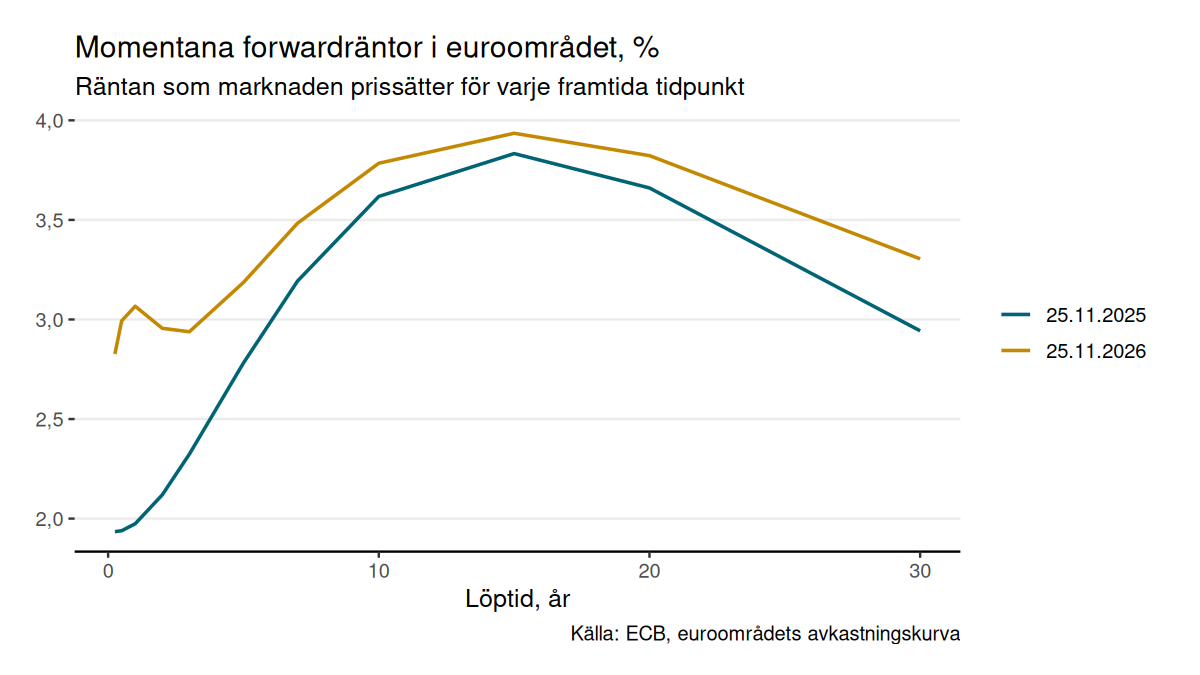 Momentana forwardräntor i euroområdet, %
Räntan som marknaden prissätter för varje framtida tidpunkt
4,0
3,5
3,0
2,5
2,0
0 10 20 30
Löptid, år
25.11.2025
25.11.2026
Källa: ECB, euroområdets avkastningskurva